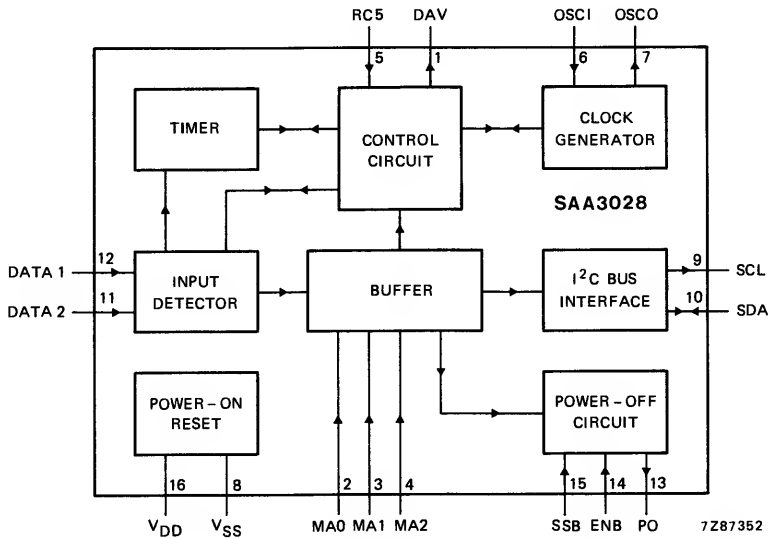 RC5 DAV OSCI OSCO
5 1 6 7
TIMER
CONTROL
CIRCUIT
CLOCK
GENERATOR
SAA3028
DATA 1 12
DATA 2 11
INPUT
DETECTOR
BUFFER
I²C BUS
INTERFACE
9 SCL
10 SDA
POWER – ON
RESET
POWER – OFF
CIRCUIT
16 8 2 3 4 15 14 13
VDD VSS MA0 MA1 MA2 SSB ENB PO 7Z87352